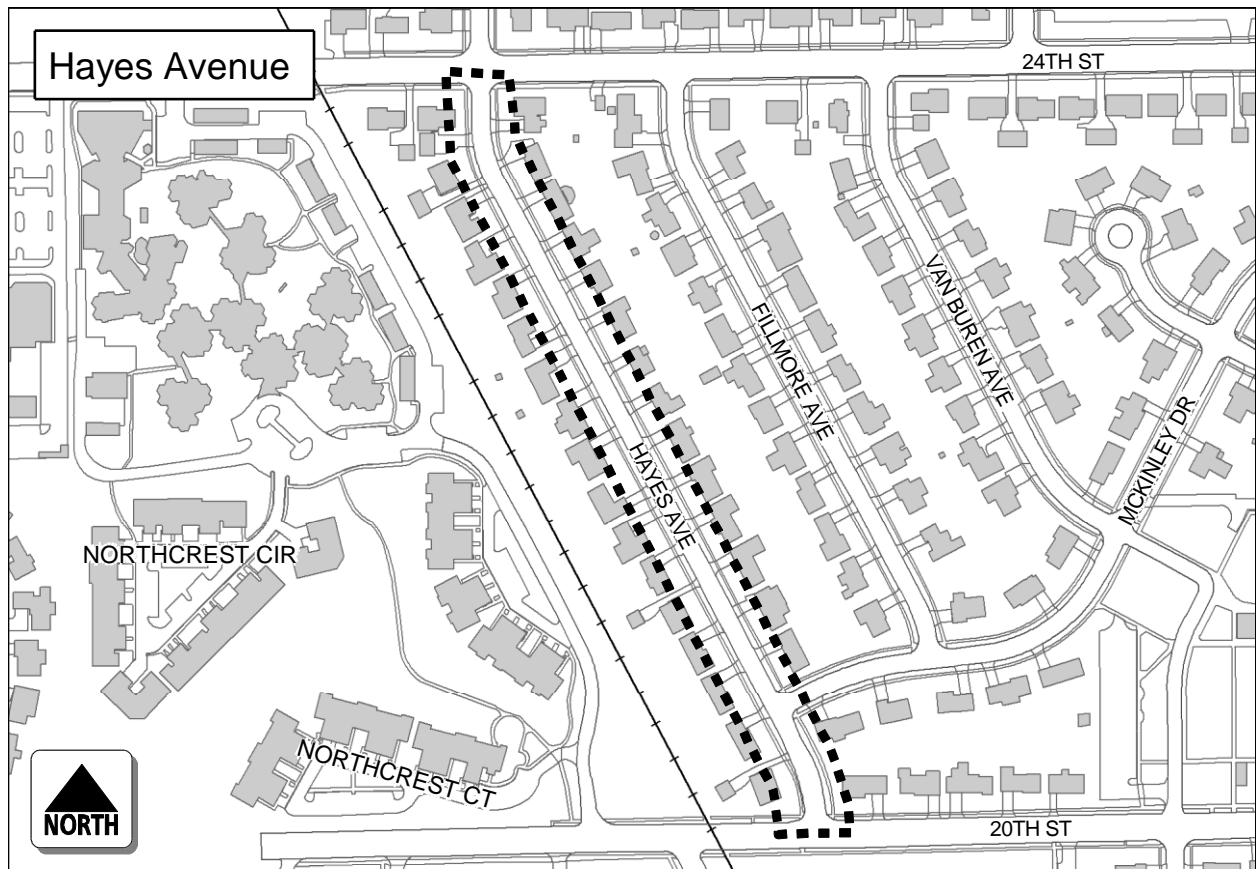 Hayes Avenue
24TH ST
VAN BUREN AVE
FILLMORE AVE
MCKINLEY DR
HAYES AVE
NORTHCREST CIR
NORTHCREST CT
NORTH
20TH ST